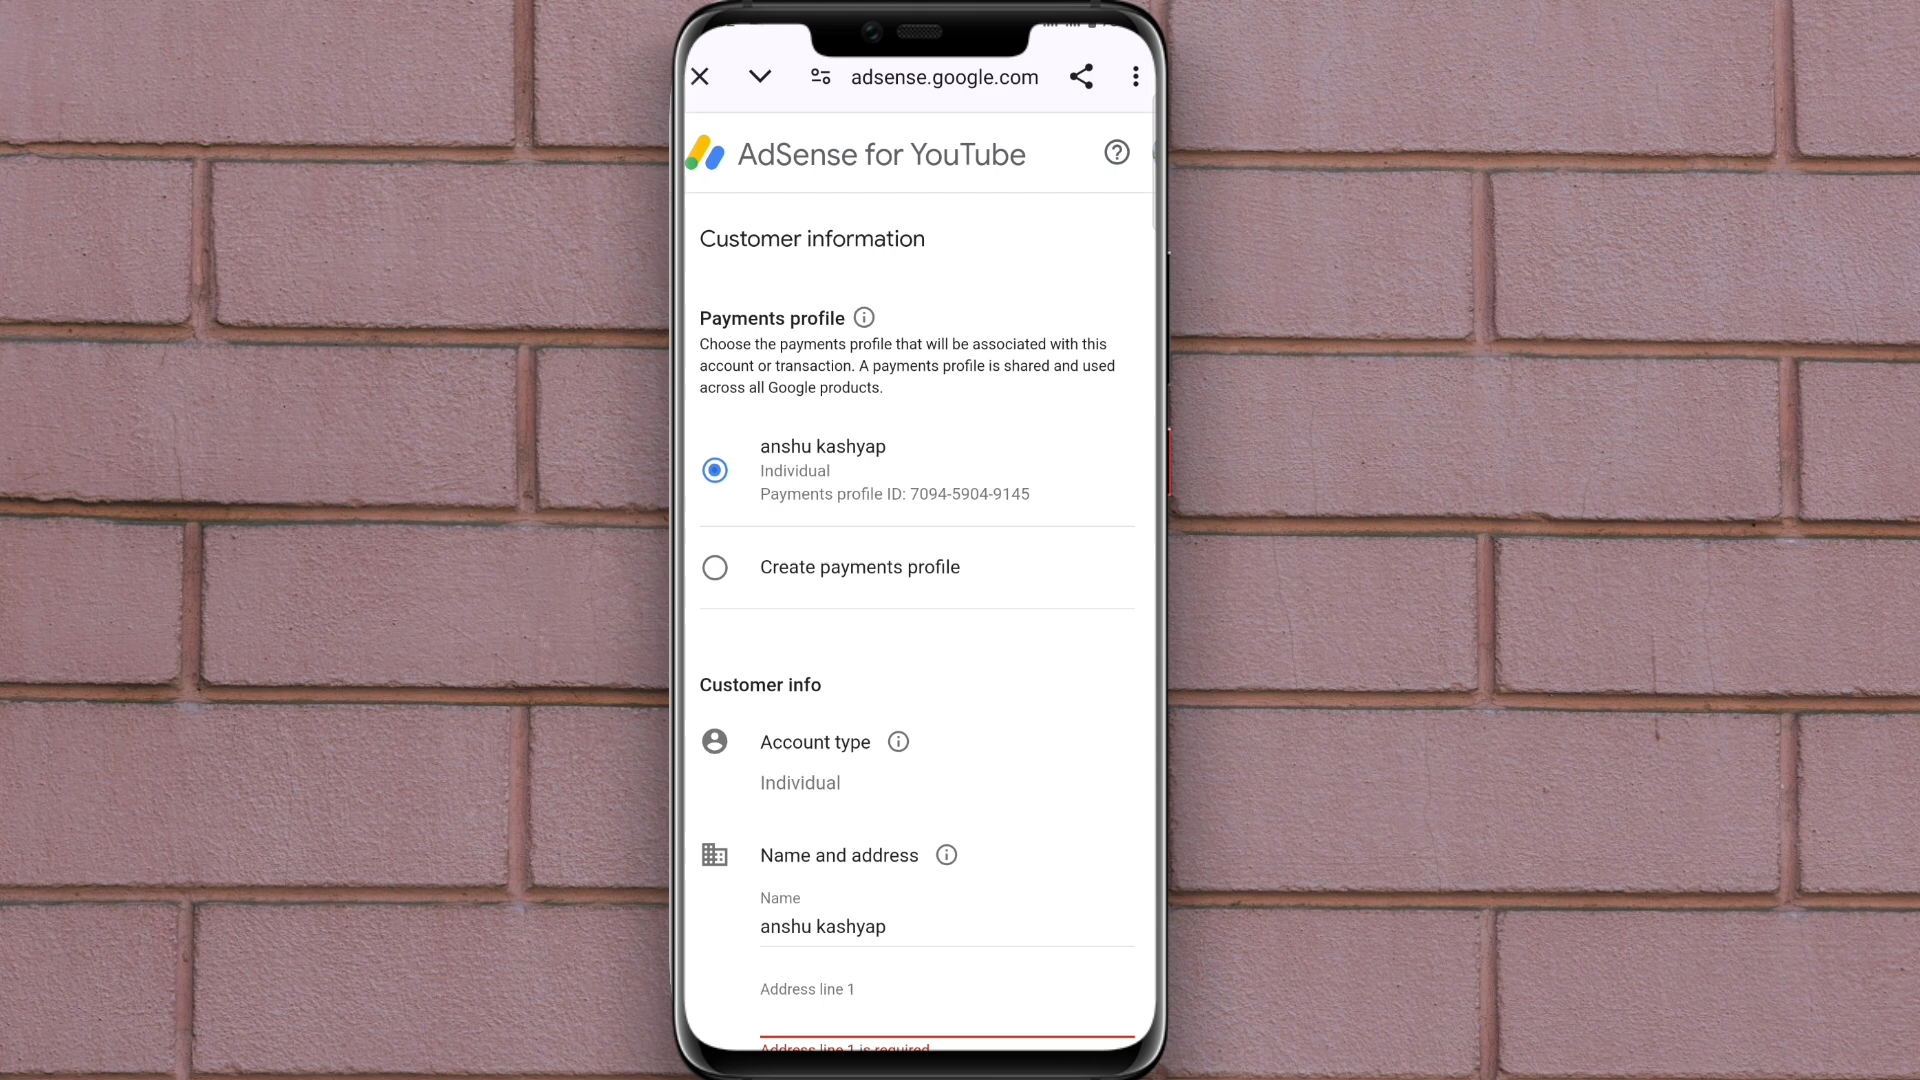 adsense.google.com
AdSense for YouTube
Customer information
Payments profile
Choose the payments profile that will be associated with this
account or transaction. A payments profile is shared and used
across all Google products.
anshu kashyap
Individual
Payments profile ID: 7094-5904-9145
Create payments profile
Customer info
Account type
Individual
Name and address
Name
anshu kashyap
Address line 1
Address line 1 is required